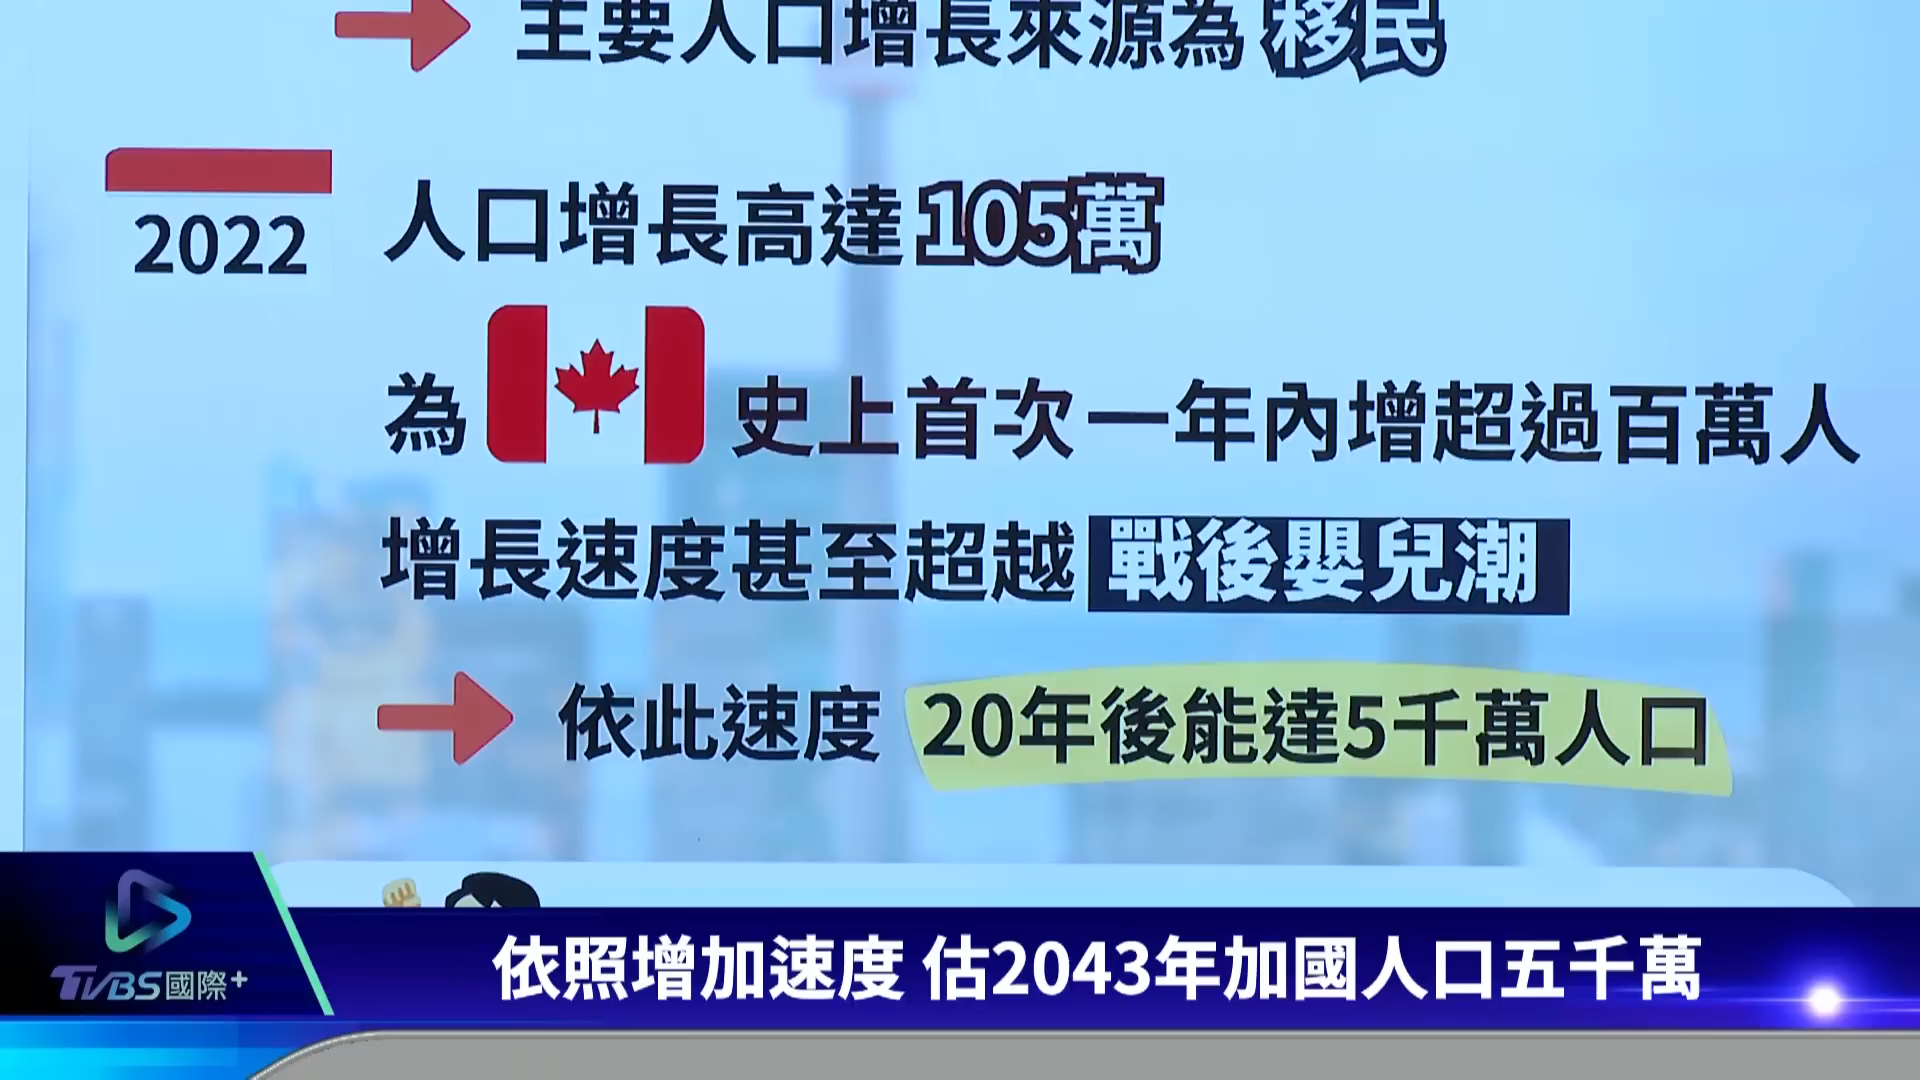 主要人口增長來源為 移民
2022
人口增長高達105萬
為 史上首次一年內增超過百萬人
增長速度甚至超越 戰後嬰兒潮
依此速度 20年後能達5千萬人口
依照增加速度 估2043年加國人口五千萬
TVBS國際+